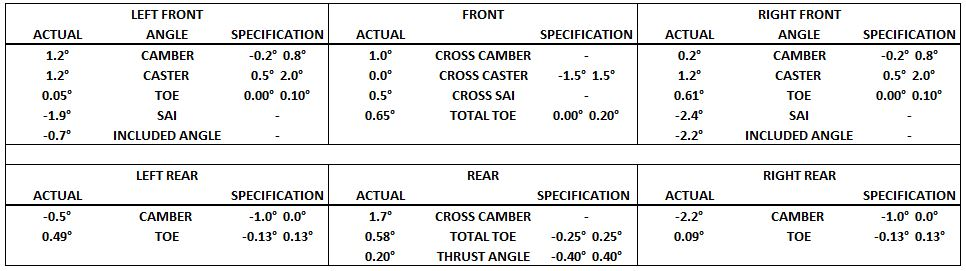 LEFT FRONT FRONT RIGHT FRONT
ACTUAL ANGLE SPECIFICATION ACTUAL SPECIFICATION ACTUAL ANGLE SPECIFICATION
1.2° CAMBER -0.2° 0.8° 1.0° CROSS CAMBER - 0.2° CAMBER -0.2° 0.8°
1.2° CASTER 0.5° 2.0° 0.0° CROSS CASTER -1.5° 1.5° 1.2° CASTER 0.5° 2.0°
0.05° TOE 0.00° 0.10° 0.5° CROSS SAI - 0.61° TOE 0.00° 0.10°
-1.9° SAI - 0.65° TOTAL TOE 0.00° 0.20° -2.4° SAI -
-0.7° INCLUDED ANGLE - -2.2° INCLUDED ANGLE -
LEFT REAR REAR RIGHT REAR
ACTUAL SPECIFICATION ACTUAL SPECIFICATION ACTUAL SPECIFICATION
-0.5° CAMBER -1.0° 0.0° 1.7° CROSS CAMBER - -2.2° CAMBER -1.0° 0.0°
0.49° TOE -0.13° 0.13° 0.58° TOTAL TOE -0.25° 0.25° 0.09° TOE -0.13° 0.13°
0.20° THRUST ANGLE -0.40° 0.40°